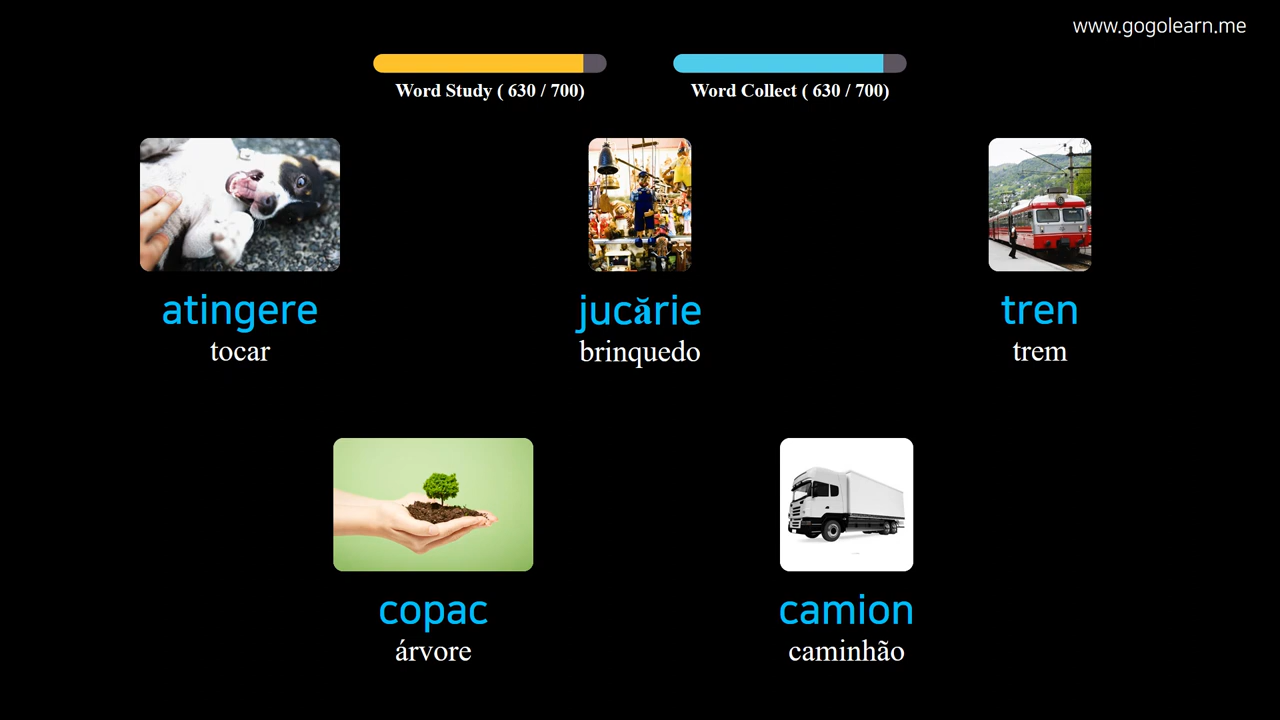 www.gogolearn.me
Word Study ( 630 / 700)
Word Collect ( 630 / 700)
atingere
tocar
jucărie
brinquedo
tren
trem
copac
árvore
camion
caminhão